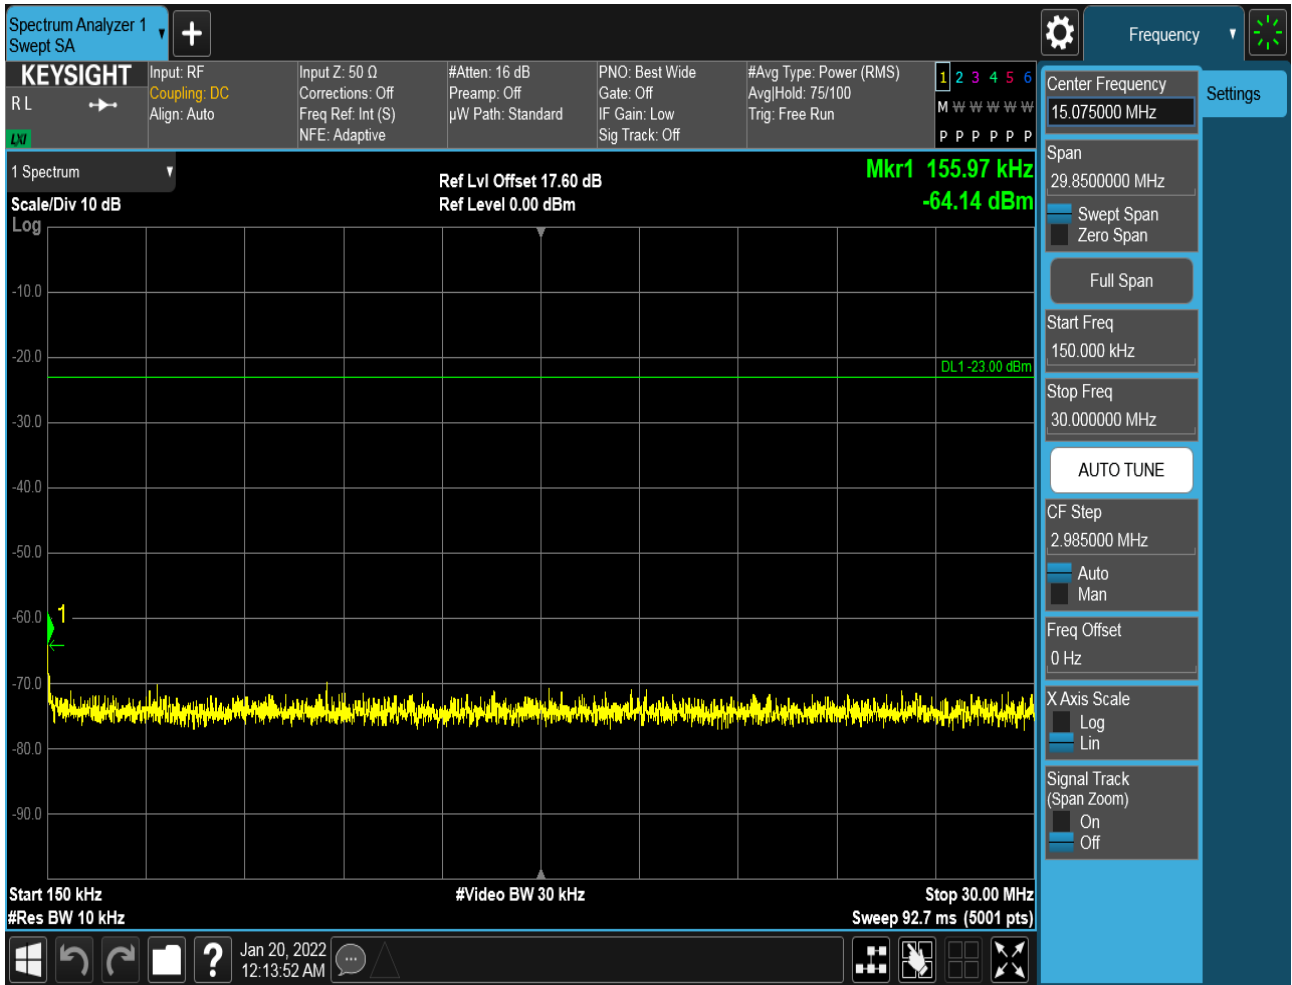 Spectrum Analyzer 1
Swept SA
Frequency
KEYSIGHT
R L
LXI
Input: RF
Coupling: DC
Align: Auto
Input Z: 50 Ω
Corrections: Off
Freq Ref: Int (S)
NFE: Adaptive
#Atten: 16 dB
Preamp: Off
µW Path: Standard
PNO: Best Wide
Gate: Off
IF Gain: Low
Sig Track: Off
#Avg Type: Power (RMS)
Avg|Hold: 75/100
Trig: Free Run
1 2 3 4 5 6
M W W W W W
P P P P P P
Center Frequency
15.075000 MHz
Settings
Span
29.8500000 MHz
Swept Span
Zero Span
Full Span
Start Freq
150.000 kHz
Stop Freq
30.000000 MHz
AUTO TUNE
CF Step
2.985000 MHz
Auto
Man
Freq Offset
0 Hz
X Axis Scale
Log
Lin
Signal Track
(Span Zoom)
On
Off
1 Spectrum
Scale/Div 10 dB
Log
Ref Lvl Offset 17.60 dB
Ref Level 0.00 dBm
Mkr1 155.97 kHz
-64.14 dBm
-10.0
-20.0
DL1 -23.00 dBm
-30.0
-40.0
-50.0
-60.0
1
-70.0
-80.0
-90.0
Start 150 kHz
#Video BW 30 kHz
Stop 30.00 MHz
#Res BW 10 kHz
Sweep 92.7 ms (5001 pts)
?
Jan 20, 2022
12:13:52 AM